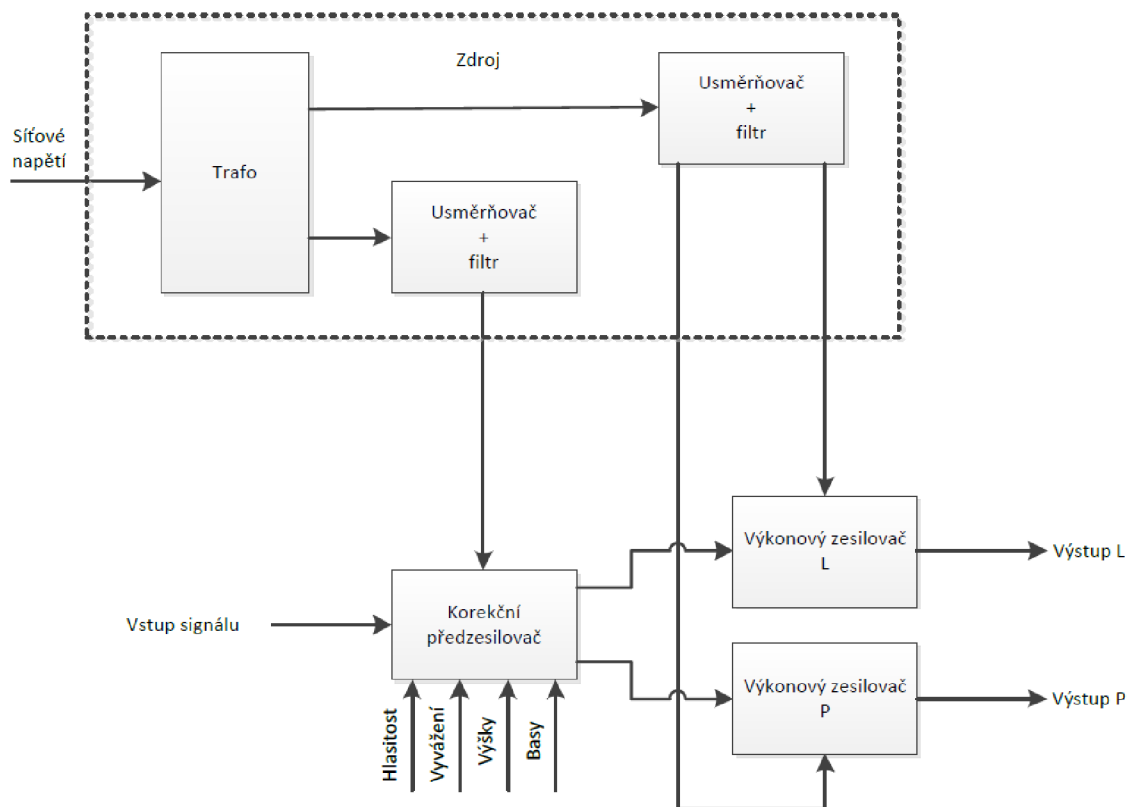 Zdroj
Usměrňovač
+
filtr
Síťové
napětí
Trafo
Usměrňovač
+
filtr
Výkonový zesilovač
L
Výstup L
Korekční
předzesilovač
Vstup signálu
Výkonový zesilovač
P
Výstup P
Hlasitost
Vyvážení
Výšky
Basy